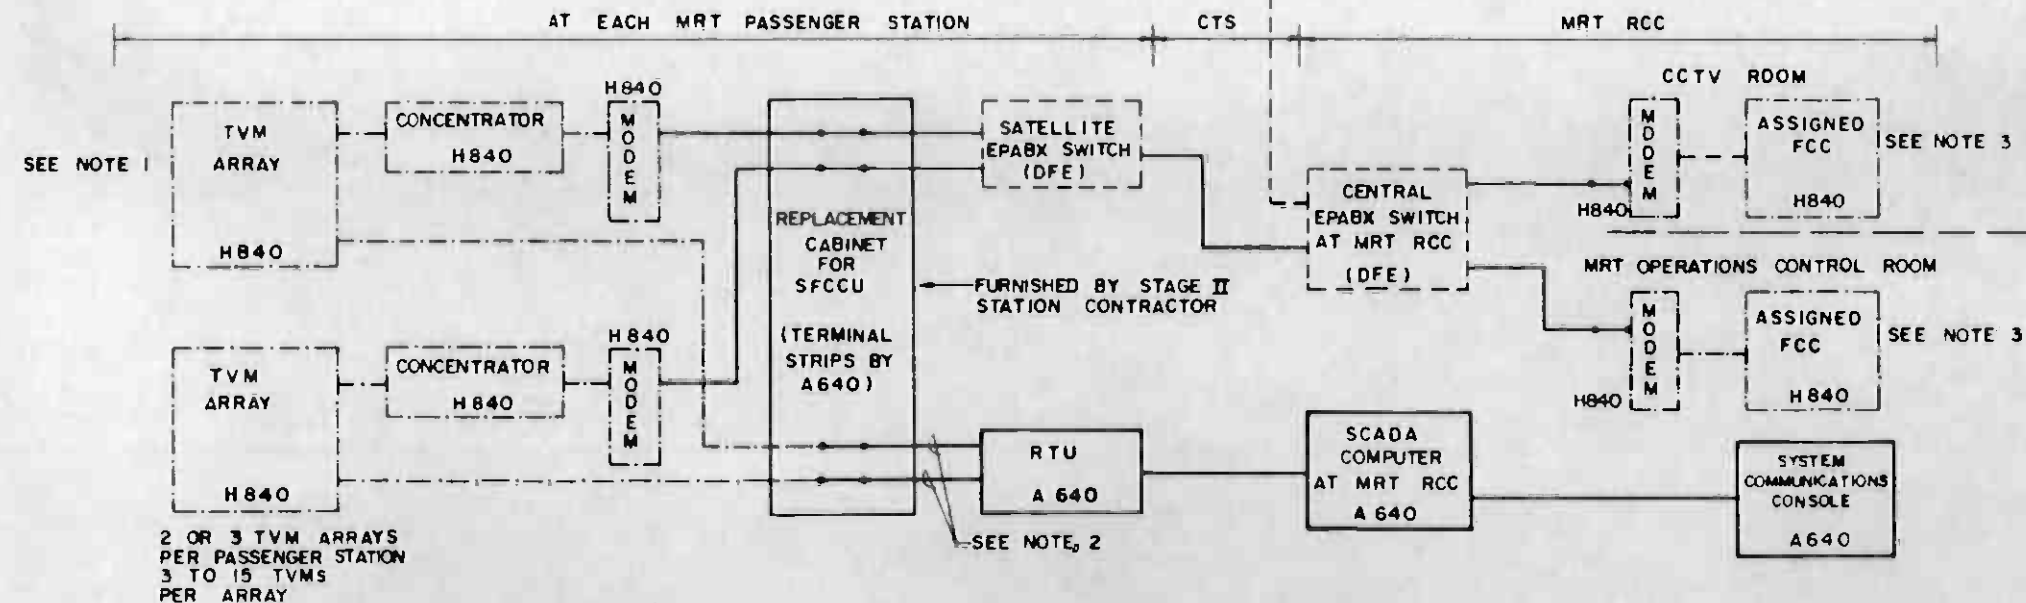 AT EACH MRT PASSENGER STATION
CTS
MRT RCC
SEE NOTE 1
TVM
ARRAY
H840
CONCENTRATOR
H840
H840
MODEM
REPLACEMENT
CABINET
FOR
SFCCU
(TERMINAL
STRIPS BY
A640)
SATELLITE
EPABX SWITCH
(DFE)
FURNISHED BY STAGE II
STATION CONTRACTOR
CENTRAL
EPABX SWITCH
AT MRT RCC
(DFE)
CCTV ROOM
MODEM
H840
ASSIGNED
FCC
H840
SEE NOTE 3
MRT OPERATIONS CONTROL ROOM
MODEM
H840
ASSIGNED
FCC
H840
SEE NOTE 3
TVM
ARRAY
H840
CONCENTRATOR
H840
H840
MODEM
RTU
A 640
SEE NOTE 2
SCADA
COMPUTER
AT MRT RCC
A 640
SYSTEM
COMMUNICATIONS
CONSOLE
A640
2 OR 3 TVM ARRAYS
PER PASSENGER STATION
3 TO 15 TVMS
PER ARRAY